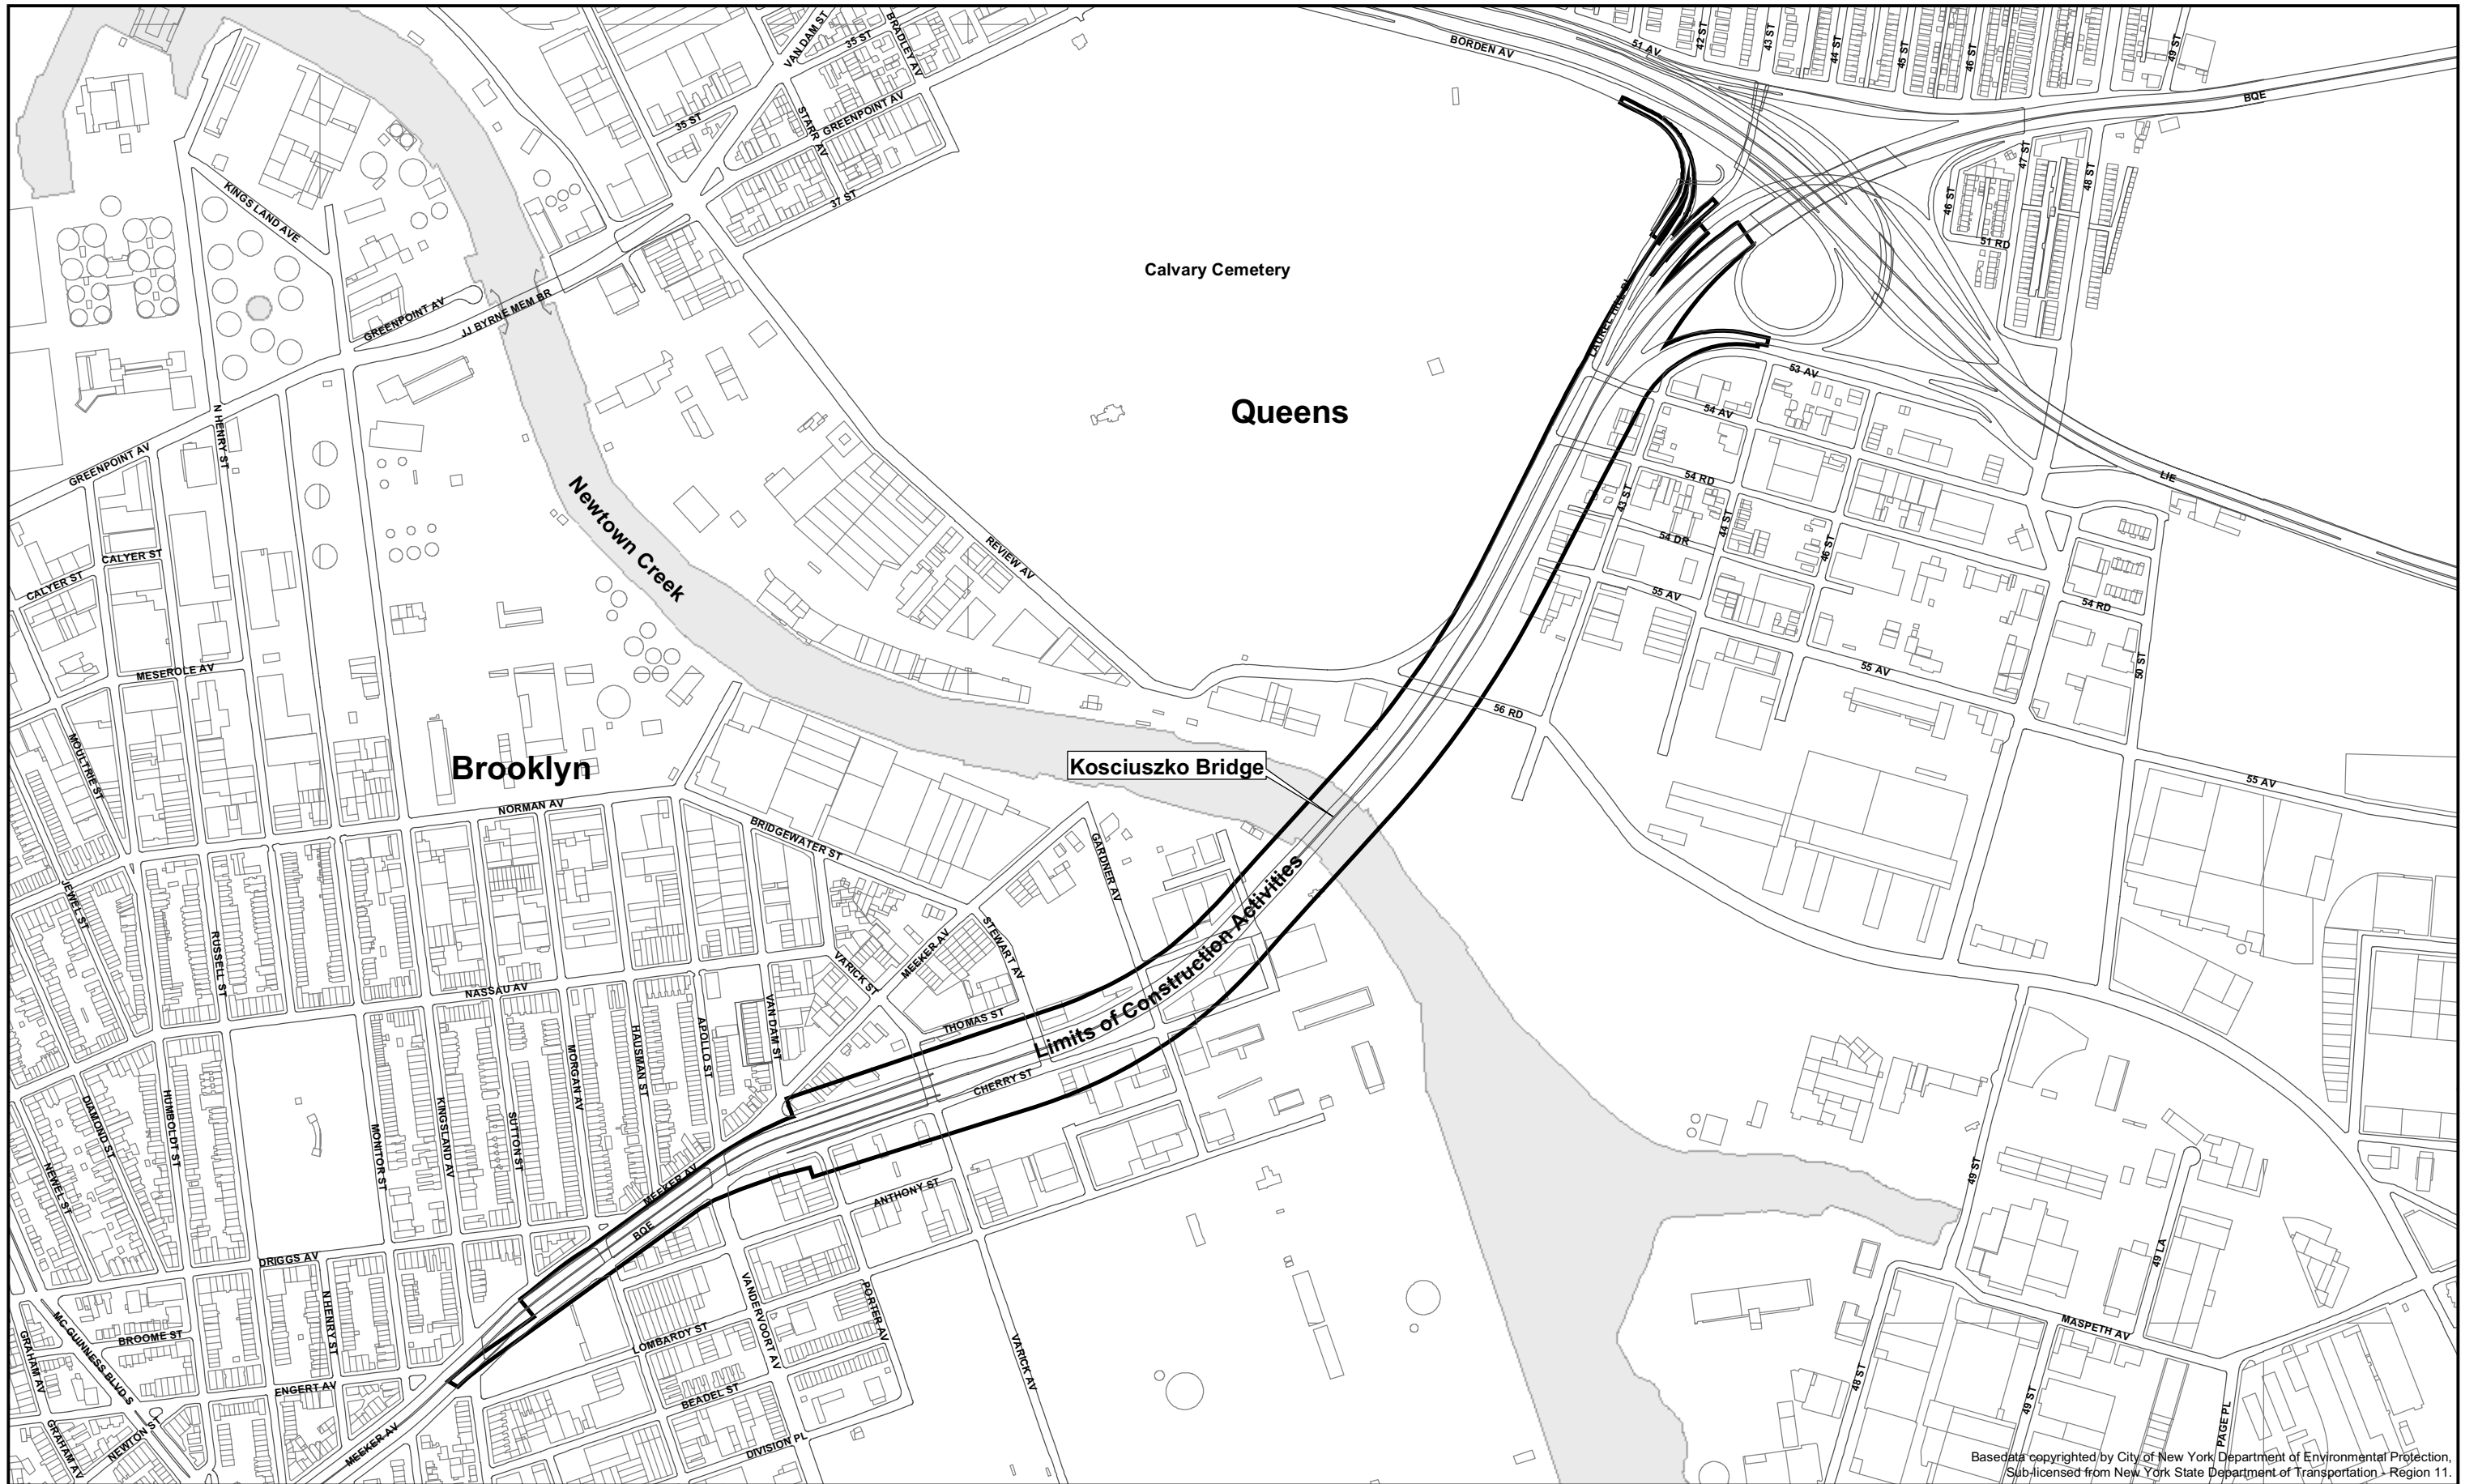 VAN DAM ST
35 ST
BRADLEY AV
BORDEN AV
51 AV
42 ST
43 ST
44 ST
45 ST
46 ST
49 ST
BQE
35 ST
STARR AV
GREENPOINT AV
37 ST
KINGS LAND AVE
47 ST
48 ST
46 ST
51 RD
Calvary Cemetery
GREENPOINT AV
JJ BYRNE MEM BR
LAUREL HILL BL
53 AV
54 AV
Queens
N HENRY ST
GREENPOINT AV
54 RD
43 ST
LIE
44 ST
54 DR
46 ST
Newtown Creek
REVIEW AV
CALYER ST
CALYER ST
55 AV
54 RD
MESEROLE AV
55 AV
50 ST
56 RD
MOULTRIE ST
Brooklyn
Kosciuszko Bridge
55 AV
NORMAN AV
BRIDGEWATER ST
GARDNER AV
JEWEL ST
RUSSELL ST
MEEKER AV
STEWART AV
VARICK ST
Limits of Construction Activities
NASSAU AV
VAN DAM ST
THOMAS ST
APOLLO ST
HAUSMAN ST
MORGAN AV
CHERRY ST
DIAMOND ST
HUMBOLDT ST
MONITOR ST
KINGSLAND AV
SUTTON ST
NEWEL ST
MEEKER AV
ANTHONY ST
49 ST
BQE
DRIGGS AV
49 LA
VANDERVOORT AV
PORTER AV
N HENRY ST
MC GUINNESS BLVD S
BROOME ST
GRAHAM AV
LOMBARDY ST
VARICK AV
MASPETH AV
48 ST
49 ST
ENGERT AV
BEADEL ST
PAGE PL
GRAHAM AV
NEWTON ST
MEEKER AV
DIVISION PL
Basedata copyrighted by City of New York Department of Environmental Protection,
Sub-licensed from New York State Department of Transportation - Region 11.